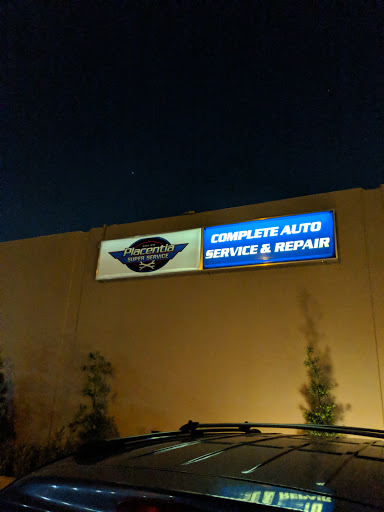 Placentia
SUPER SERVICE
COMPLETE AUTO
SERVICE & REPAIR